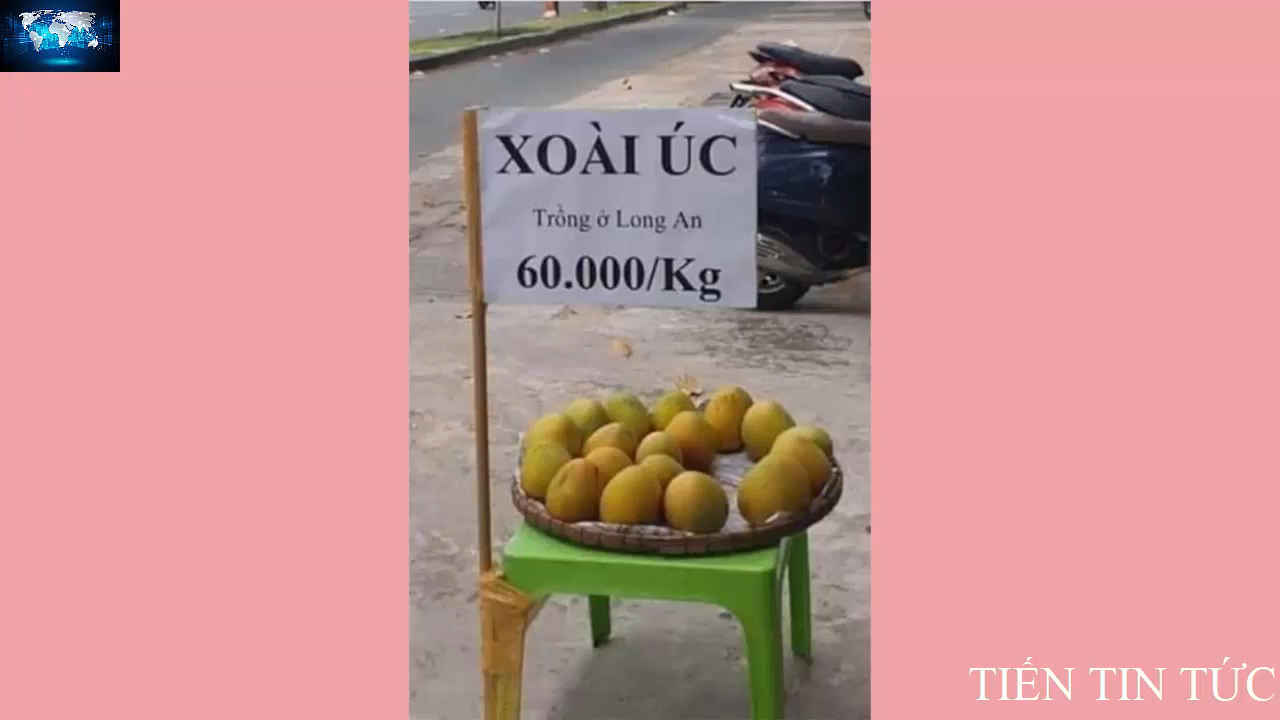 XOÀI ÚC
Trồng ở Long An
60.000/Kg
TIẾN TIN TỨC